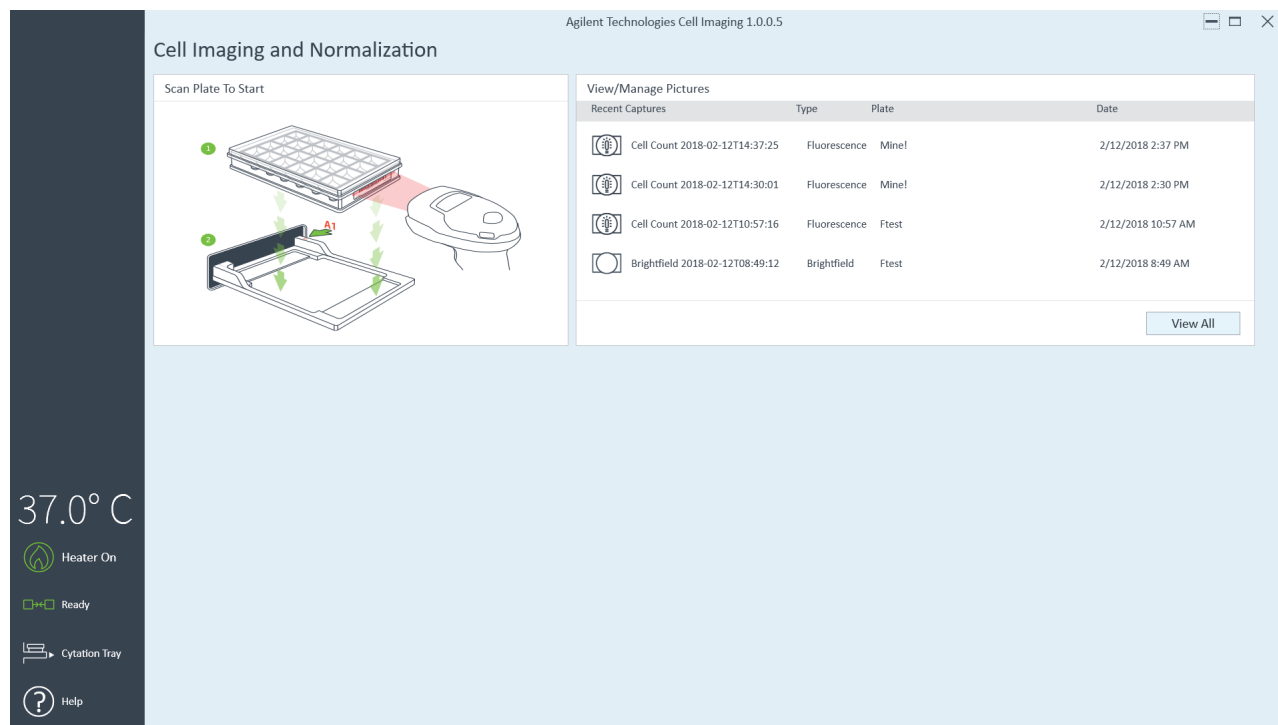 Agilent Technologies Cell Imaging 1.0.0.5
Cell Imaging and Normalization
Scan Plate To Start
1
A1
2
View/Manage Pictures
Recent Captures Type Plate Date
Cell Count 2018-02-12T14:37:25 Fluorescence Mine! 2/12/2018 2:37 PM
Cell Count 2018-02-12T14:30:01 Fluorescence Mine! 2/12/2018 2:30 PM
Cell Count 2018-02-12T10:57:16 Fluorescence Ftest 2/12/2018 10:57 AM
Brightfield 2018-02-12T08:49:12 Brightfield Ftest 2/12/2018 8:49 AM
View All
37.0° C
Heater On
Ready
Cytation Tray
? Help